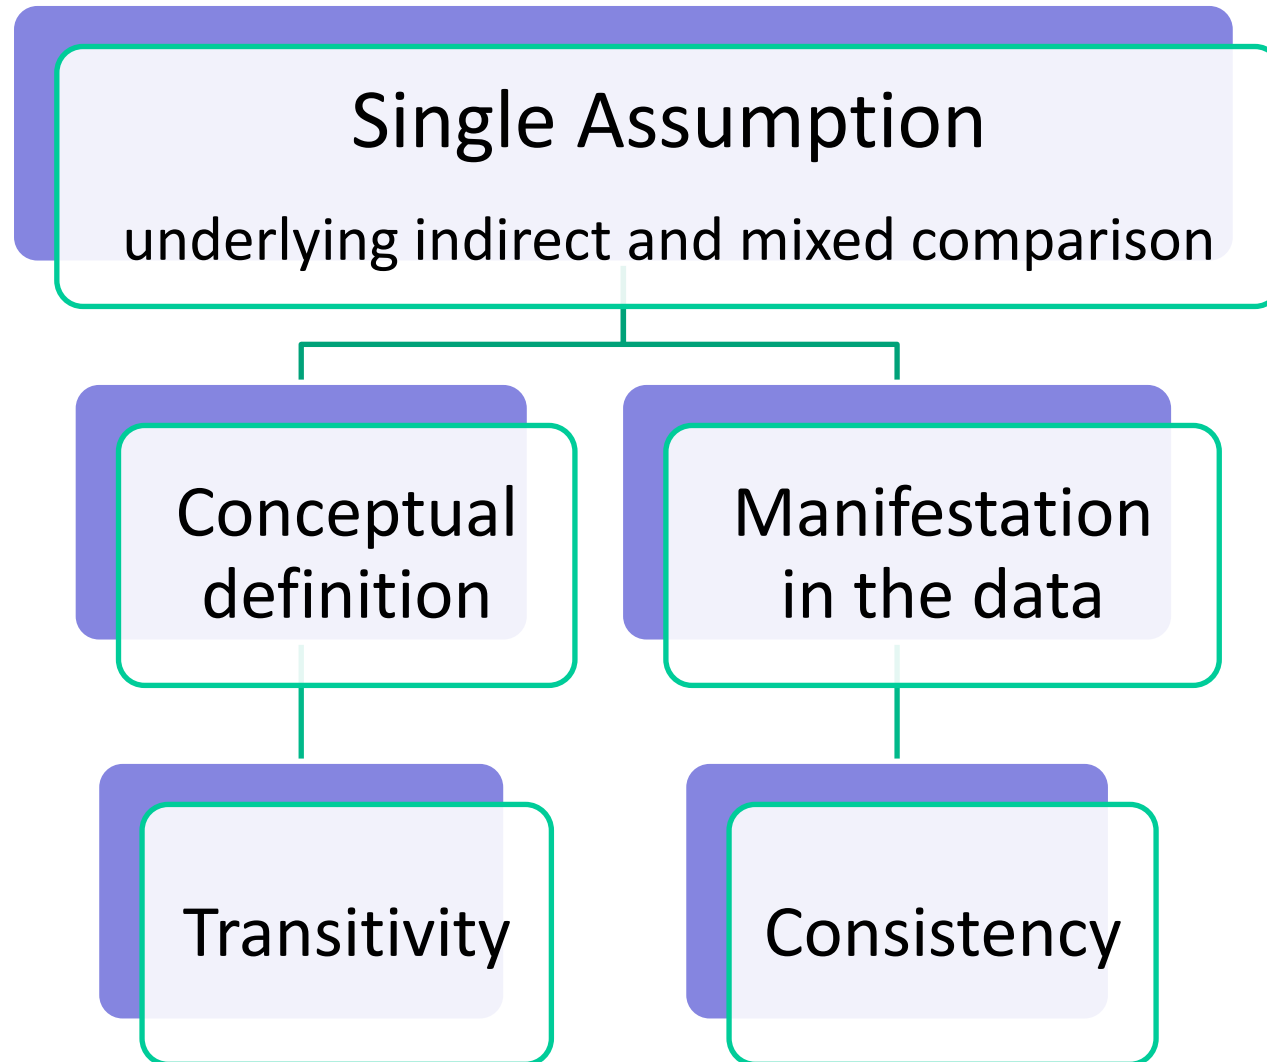 Single Assumption
underlying indirect and mixed comparison
Conceptual
definition
Manifestation
in the data
Transitivity
Consistency